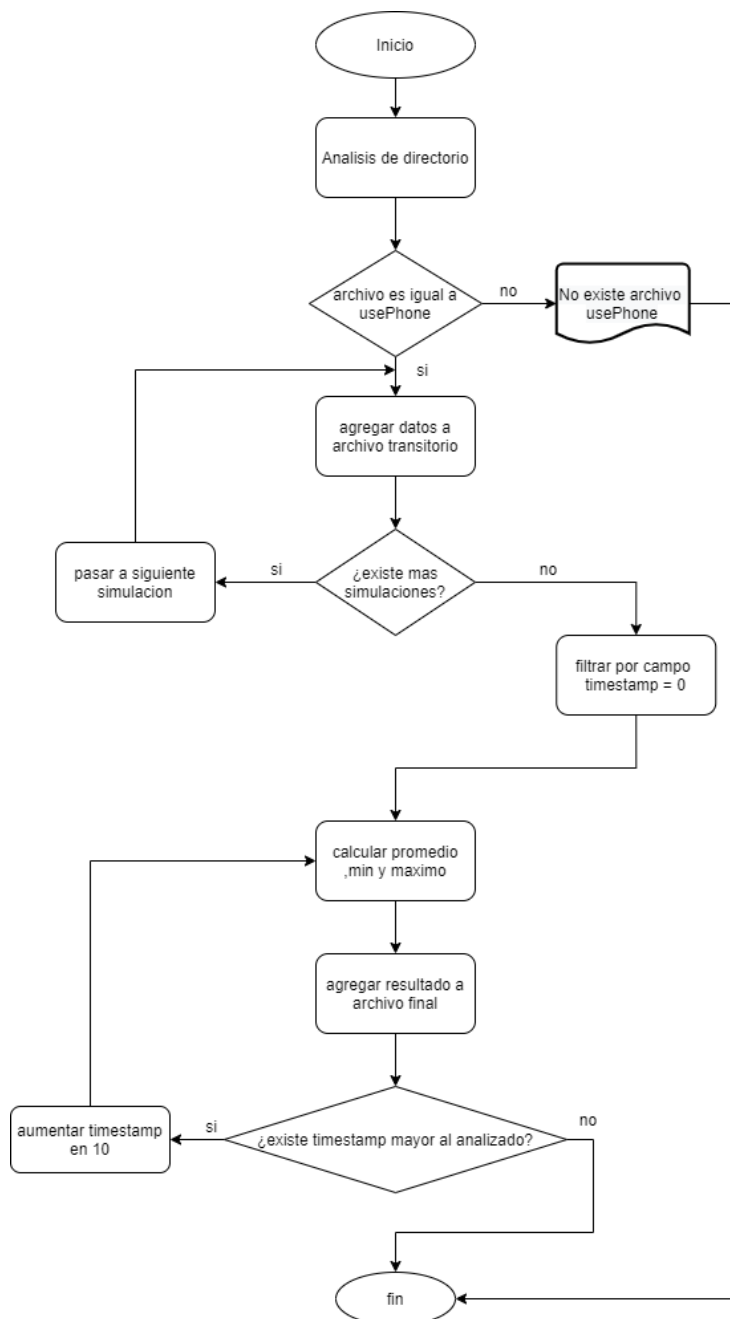 Inicio
Analisis de directorio
archivo es igual a
usePhone
no
No existe archivo
usePhone
si
agregar datos a
archivo transitorio
pasar a siguiente
simulacion
si
¿existe mas
simulaciones?
no
filtrar por campo
timestamp = 0
calcular promedio
,min y maximo
agregar resultado a
archivo final
aumentar timestamp
en 10
si
¿existe timestamp mayor al analizado?
no
fin